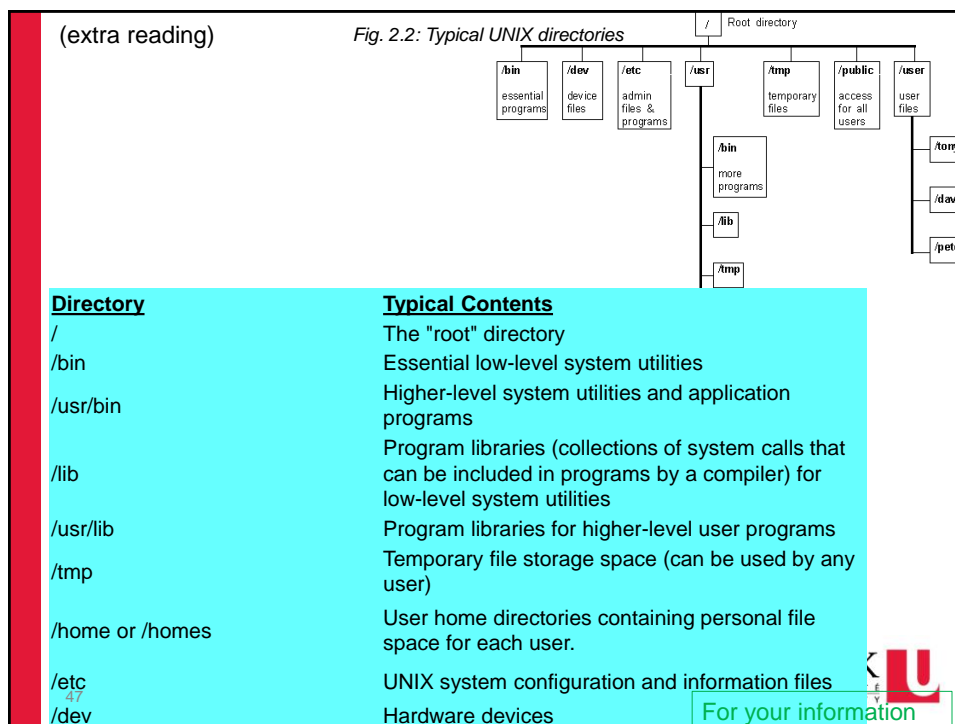 (extra reading)
Fig. 2.2: Typical UNIX directories
/ Root directory
/bin
essential
programs
/dev
device
files
/etc
admin
files &
programs
/usr
/tmp
temporary
files
/public
access
for all
users
/user
user
files
/bin
more
programs
/lib
/tmp
/tony
/dav
/pet
Directory Typical Contents
/ The "root" directory
/bin Essential low-level system utilities
/usr/bin Higher-level system utilities and application
programs
/lib Program libraries (collections of system calls that
can be included in programs by a compiler) for
low-level system utilities
/usr/lib Program libraries for higher-level user programs
/tmp Temporary file storage space (can be used by any
user)
/home or /homes User home directories containing personal file
space for each user.
/etc UNIX system configuration and information files
47
/dev Hardware devices
For your information